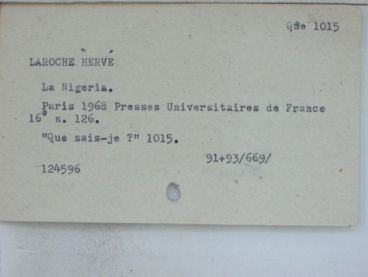 Que 1015
LAROCHE HERVÉ
La Nigeria.
Paris 1968 Presses Universitaires de France
16° s. 126.
"Que sais-je ?" 1015.
91+93/669/
124596